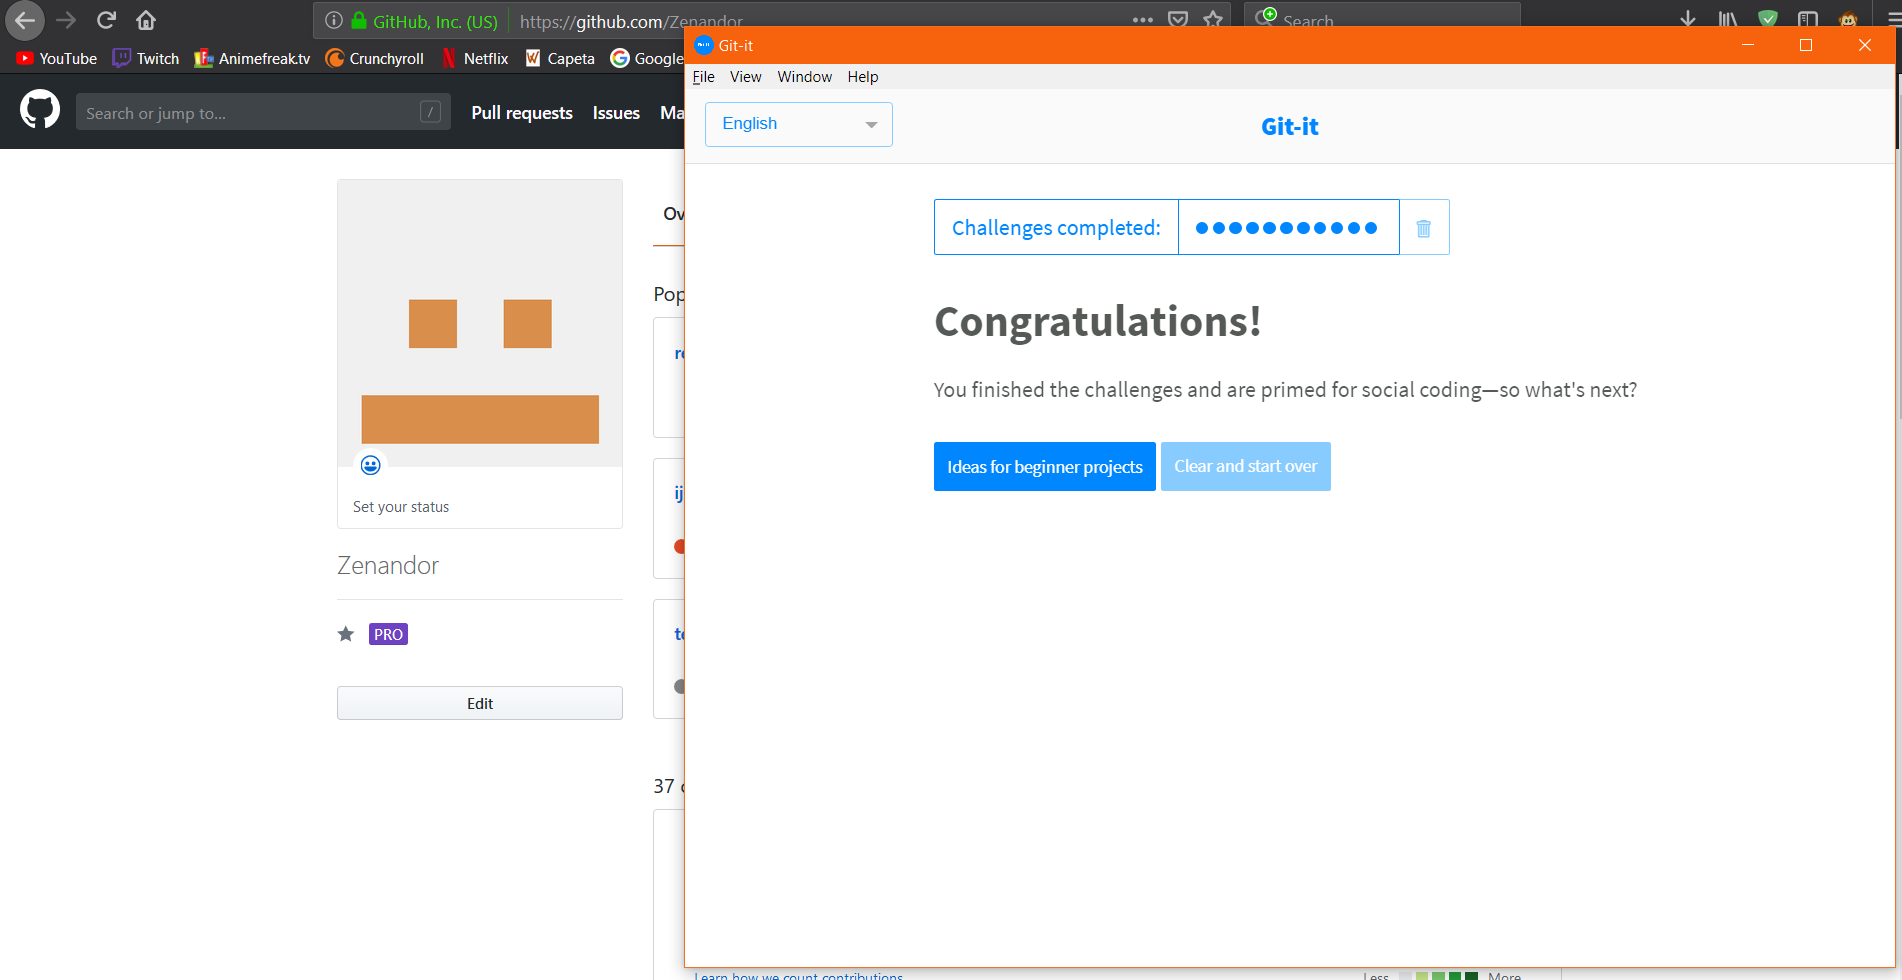 GitHub, Inc. (US)
https://github.com/Zenandor
Search
YouTube
Twitch
Animefreak.tv
Crunchyroll
Netflix
Capeta
Google
Search or jump to...
/
Pull requests
Issues
Ma
Set your status
Zenandor
PRO
Edit
Ov
Pop
ij
te
37
Git-it
File View Window Help
English
Git-it
Challenges completed:
Congratulations!
You finished the challenges and are primed for social coding—so what's next?
Ideas for beginner projects
Clear and start over
Learn how we count contributions
Less
More